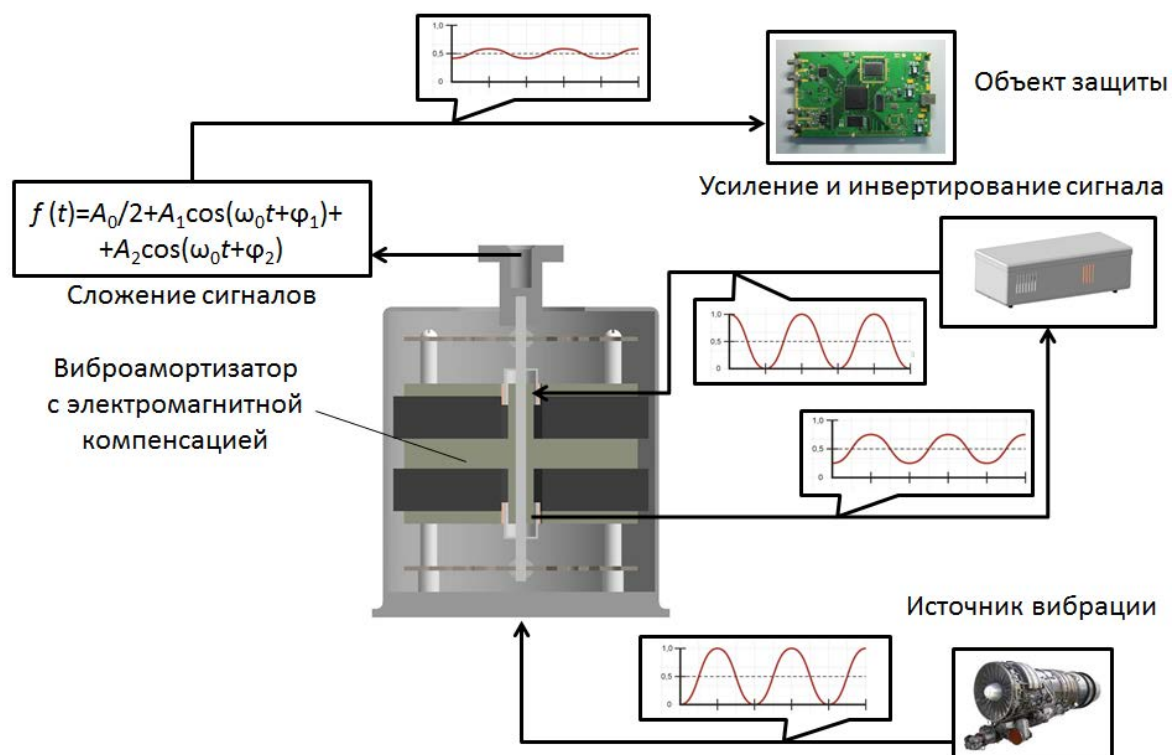 1,0
0,5
0
Объект защиты
Усиление и инвертирование сигнала
f (t)=A₀/2+A₁cos(ω₀t+φ₁)+
+A₂cos(ω₀t+φ₂)
Сложение сигналов
1,0
0,5
0
Виброамортизатор
с электромагнитной
компенсацией
1,0
0,5
0
Источник вибрации
1,0
0,5
0